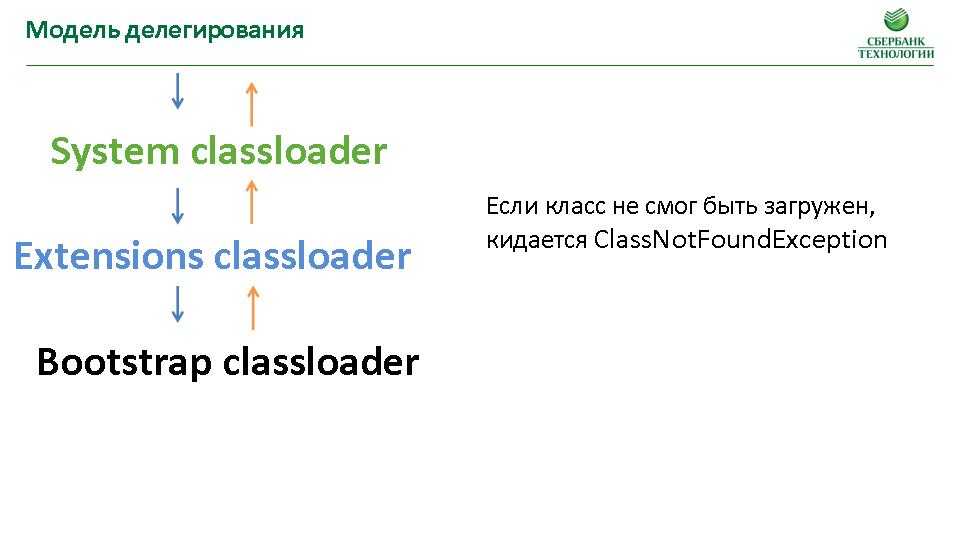 Модель делегирования
СБЕРБАНК
ТЕХНОЛОГИИ
System classloader
Если класс не смог быть загружен,
кидается ClassNotFoundException
Extensions classloader
Bootstrap classloader